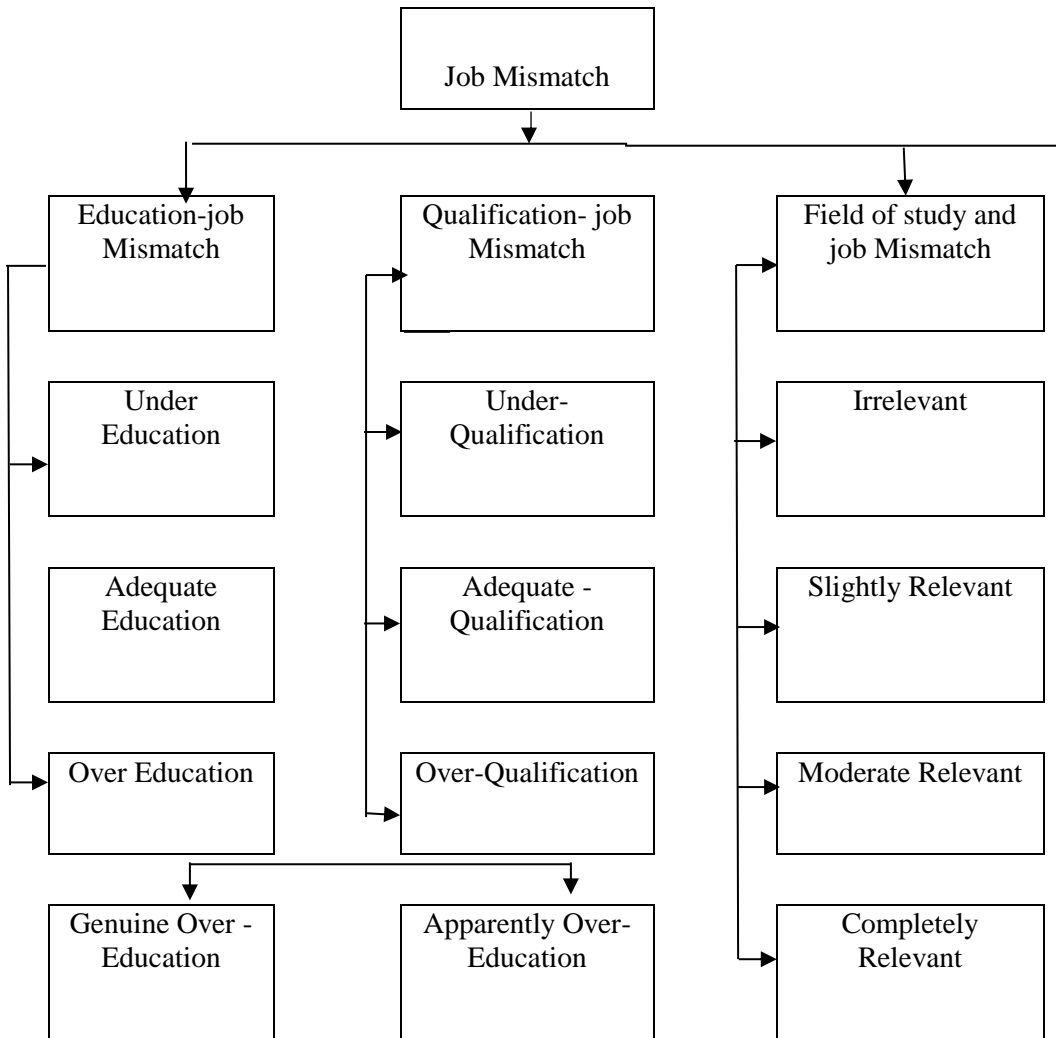 Job Mismatch
Education-job
Mismatch
Qualification- job
Mismatch
Field of study and
job Mismatch
Under
Education
Under-
Qualification
Irrelevant
Adequate
Education
Adequate -
Qualification
Slightly Relevant
Over Education
Over-Qualification
Moderate Relevant
Genuine Over -
Education
Apparently Over-
Education
Completely
Relevant